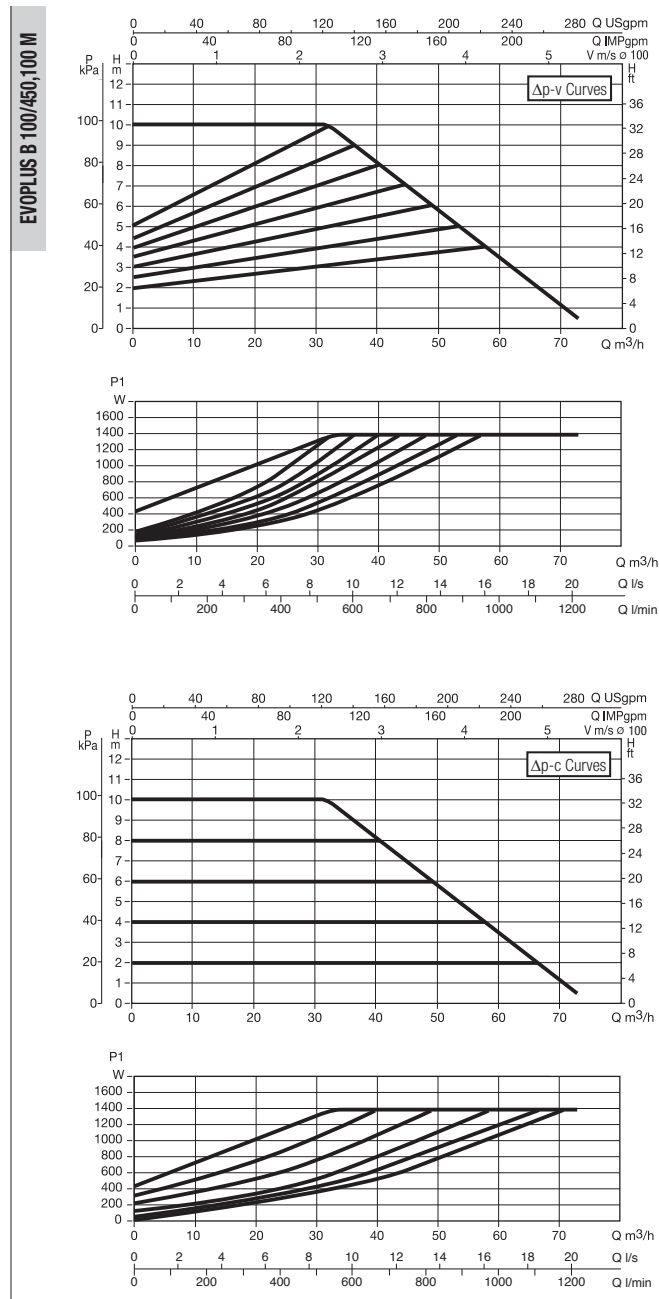 EVOPLUS B 100/450,100 M
0 40 80 120 160 200 240 280 Q USgpm
0 40 80 120 160 200 Q IMPgpm
0 1 2 3 4 5 V m/s ø 100
P kPa
H m
H ft
Δp-v Curves
12
11
100 10
9
80 8
7
60 6
5
40 4
3
20 2
1
0 0
36
32
28
24
20
16
12
8
4
0
0 10 20 30 40 50 60 70 Q m³/h
P1
W
1600
1400
1200
1000
800
600
400
200
0
0 10 20 30 40 50 60 70 Q m³/h
0 2 4 6 8 10 12 14 16 18 20 Q l/s
0 200 400 600 800 1000 1200 Q l/min
0 40 80 120 160 200 240 280 Q USgpm
0 40 80 120 160 200 Q IMPgpm
0 1 2 3 4 5 V m/s ø 100
P kPa
H m
H ft
Δp-c Curves
12
11
100 10
9
80 8
7
60 6
5
40 4
3
20 2
1
0 0
36
32
28
24
20
16
12
8
4
0
0 10 20 30 40 50 60 70 Q m³/h
P1
W
1600
1400
1200
1000
800
600
400
200
0
0 10 20 30 40 50 60 70 Q m³/h
0 2 4 6 8 10 12 14 16 18 20 Q l/s
0 200 400 600 800 1000 1200 Q l/min